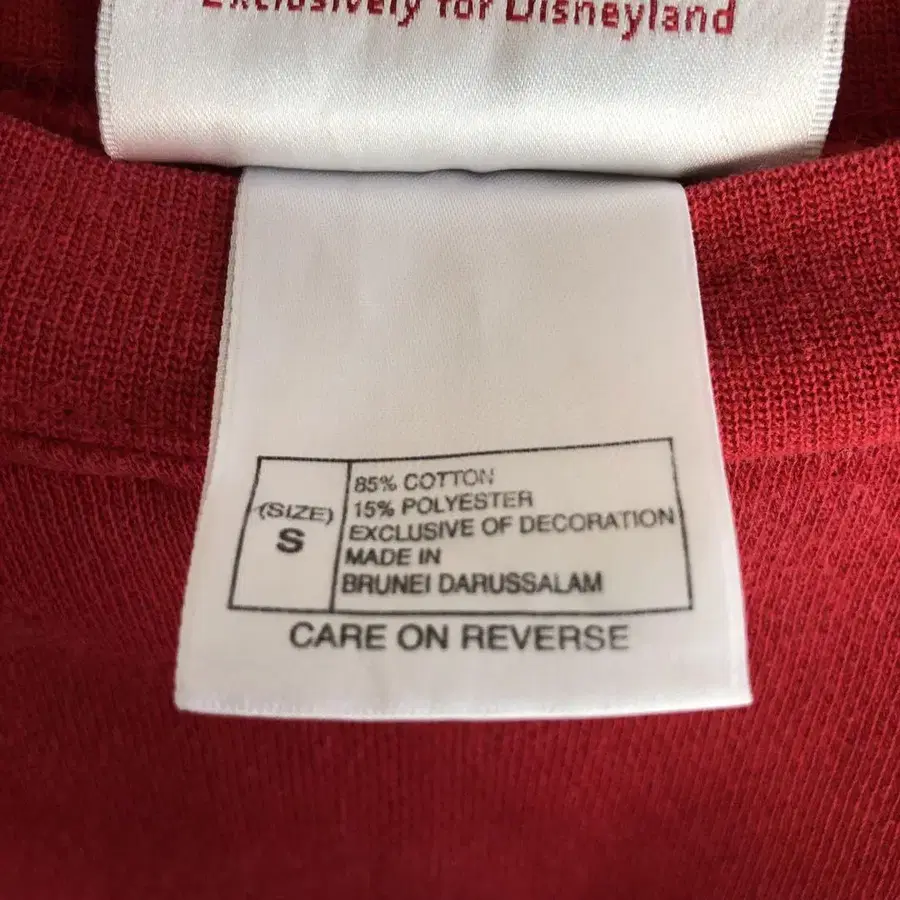 Exclusively for Disneyland
(SIZE)
S
85% COTTON
15% POLYESTER
EXCLUSIVE OF DECORATION
MADE IN
BRUNEI DARUSSALAM
CARE ON REVERSE